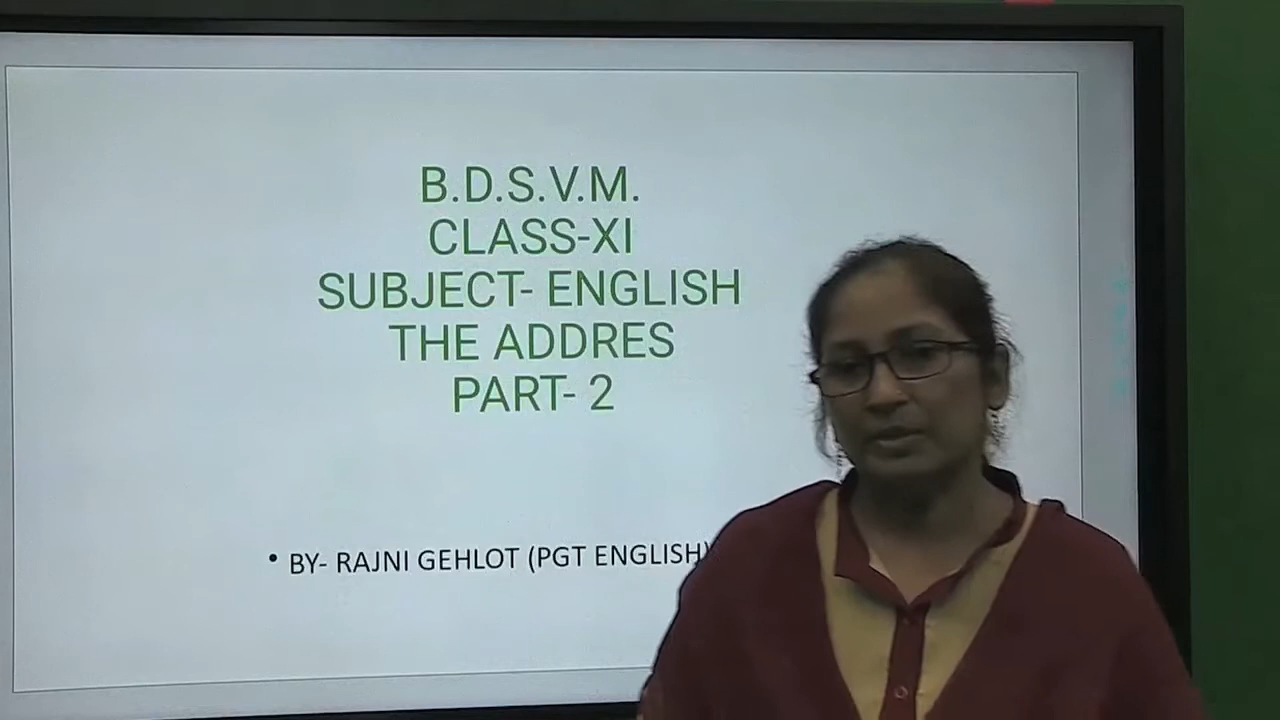 B.D.S.V.M.
CLASS-XI
SUBJECT- ENGLISH
THE ADDRES
PART- 2
• BY- RAJNI GEHLOT (PGT ENGLISH)